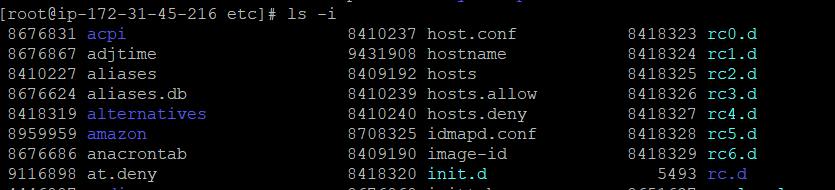 [root@ip-172-31-45-216 etc]# ls -i
8676831 acpi 8410237 host.conf 8418323 rc0.d
8676867 adjtime 9431908 hostname 8418324 rc1.d
8410227 aliases 8409192 hosts 8418325 rc2.d
8676624 aliases.db 8410239 hosts.allow 8418326 rc3.d
8418319 alternatives 8410240 hosts.deny 8418327 rc4.d
8959959 amazon 8708325 idmapd.conf 8418328 rc5.d
8676686 anacrontab 8409190 image-id 8418329 rc6.d
9116898 at.deny 8418320 init.d 5493 rc.d